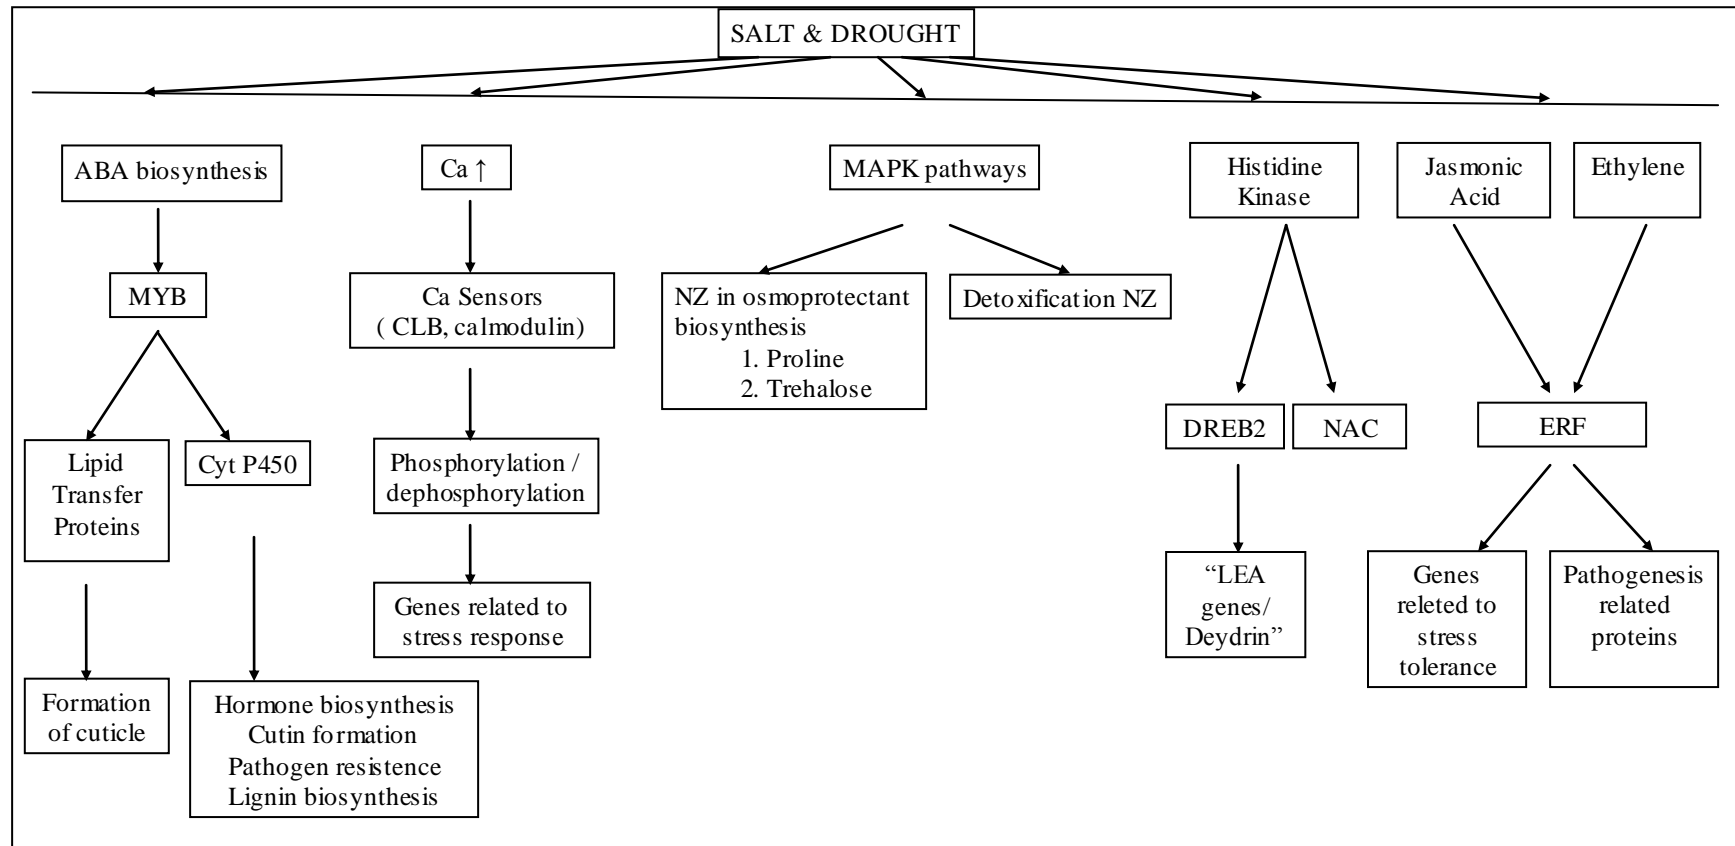 SALT & DROUGHT
ABA biosynthesis
Ca ↑
MAPK pathways
Histidine
Kinase
Jasmonic
Acid
Ethylene
MYB
Ca Sensors
( CLB, calmodulin)
NZ in osmoprotectant
biosynthesis
1. Proline
2. Trehalose
Detoxification NZ
DREB2
NAC
ERF
Lipid
Transfer
Proteins
Cyt P450
Phosphorylation /
dephosphorylation
Genes related to
stress response
“LEA
genes/
Deydrin”
Genes
releted to
stress
tolerance
Pathogenesis
related
proteins
Formation
of cuticle
Hormone biosynthesis
Cutin formation
Pathogen resistence
Lignin biosynthesis